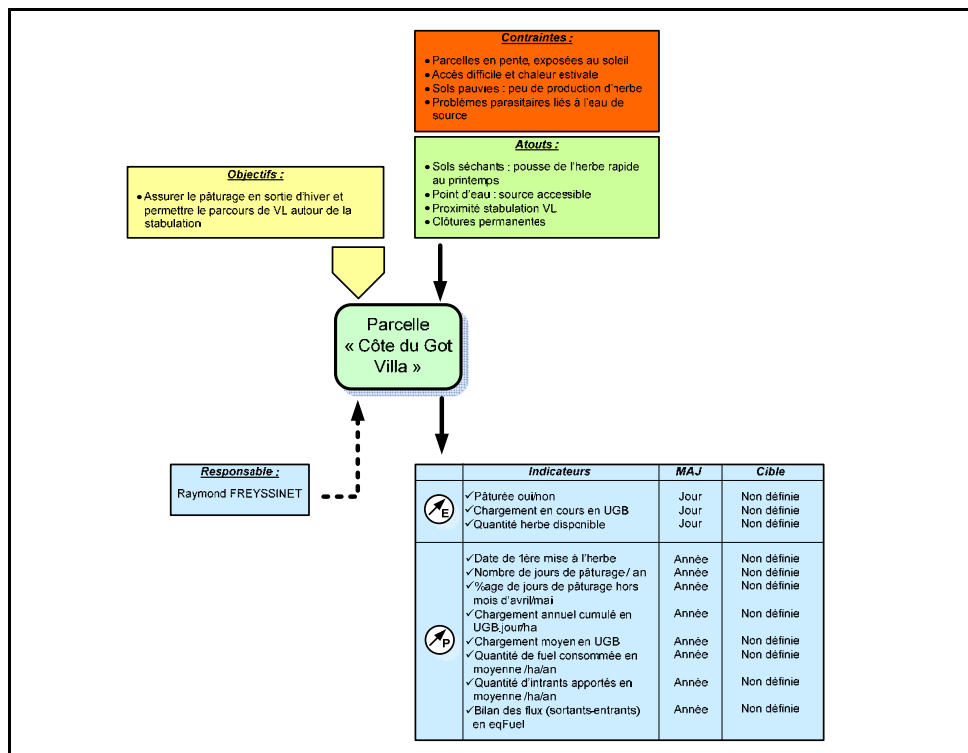 Contraintes :
• Parcelles en pente, exposées au soleil
• Accès difficile et chaleur estivale
• Sols pauvres : peu de production d'herbe
• Problèmes parasitaires liés à l'eau de
source
Atouts :
• Sols séchants : pousse de l'herbe rapide
au printemps
• Point d'eau : source accessible
• Proximité stabulation VL
• Clôtures permanentes
Objectifs :
• Assurer le pâturage en sortie d'hiver et
permettre le parcours de VL autour de la
stabulation
Parcelle
« Côte du Got
Villa »
Responsable :
Raymond FREYSSINET
Indicateurs MAJ Cible
E
✓Pâturée oui/non Jour Non définie
✓Chargement en cours en UGB Jour Non définie
✓Quantité herbe disponible Jour Non définie
P
✓Date de 1ère mise à l'herbe Année Non définie
✓Nombre de jours de pâturage / an Année Non définie
✓%age de jours de pâturage hors Année Non définie
mois d'avril/mai
✓Chargement annuel cumulé en Année Non définie
UGB.jour/ha
✓Chargement moyen en UGB Année Non définie
✓Quantité de fuel consommée en Année Non définie
moyenne /ha/an
✓Quantité d'intrants apportés en Année Non définie
moyenne /ha/an
✓Bilan des flux (sortants-entrants) Année Non définie
en eqFuel